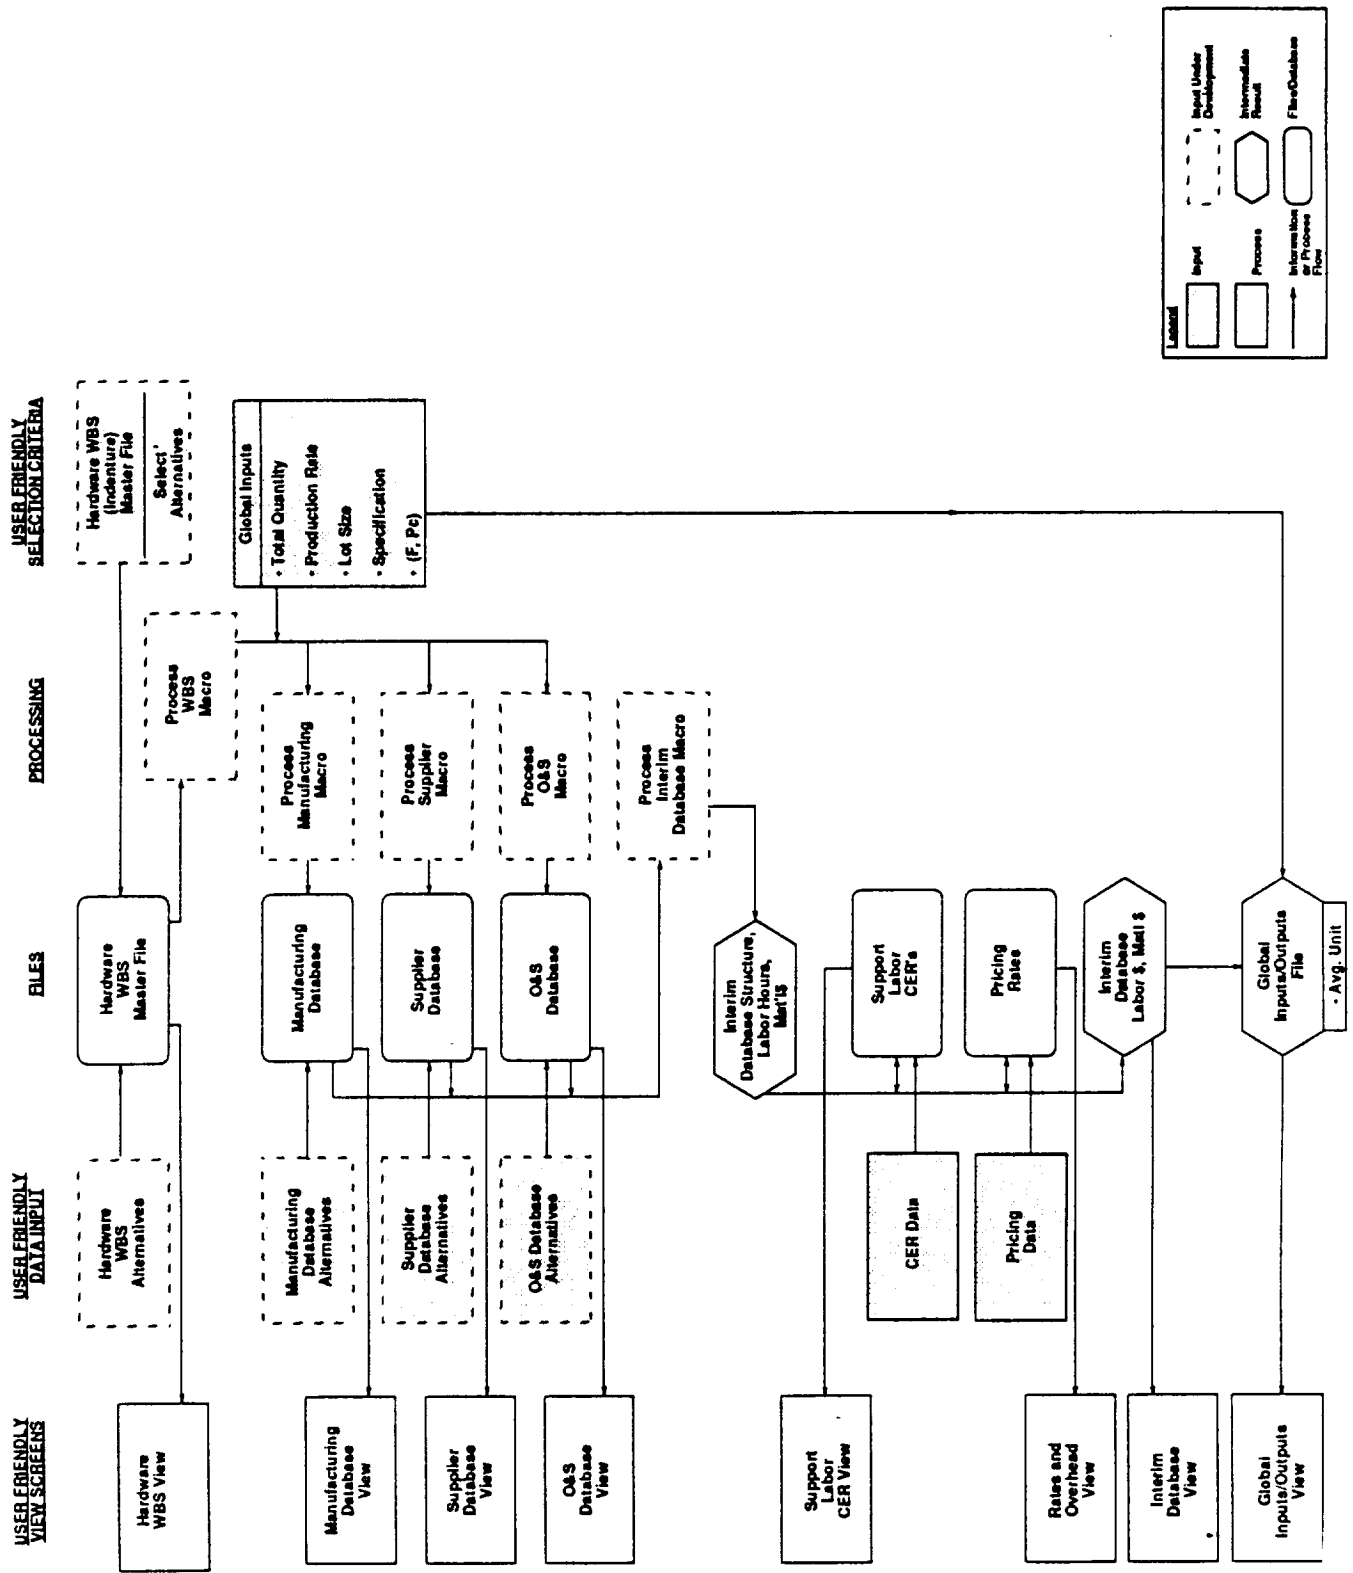 USER FRIENDLY
VIEW SCREENS
USER FRIENDLY
DATA INPUT
FILES
PROCESSING
USER FRIENDLY
SELECTION CRITERIA
Hardware
WBS View
Hardware
WBS
Alternatives
Hardware
WBS
Master File
Process
WBS
Macro
Hardware WBS
(Indenture)
Master File
Select
Alternatives
Manufacturing
Database
View
Manufacturing
Database
Alternatives
Manufacturing
Database
Process
Manufacturing
Macro
Global Inputs
• Total Quantity
• Production Rate
• Lot Size
• Specification
• (F, Pc)
Supplier
Database
View
Supplier
Database
Alternatives
Supplier
Database
Process
Supplier
Macro
O&S
Database
View
O&S Database
Alternatives
O&S
Database
Process
O&S
Macro
Process
Interim
Database Macro
Interim
Database Structure,
Labor Hours,
Mat'l$
Support
Labor
CER View
CER Data
Support
Labor
CER's
Rates and
Overhead
View
Pricing
Data
Pricing
Rates
Interim
Database
View
Interim
Database
Labor $, Matl $
Global
Inputs/Outputs
View
Global
Inputs/Outputs
File
• Avg. Unit
Legend
Input
Input Under
Development
Process
Intermediate
Result
Information
or Process
Flow
Files/Database